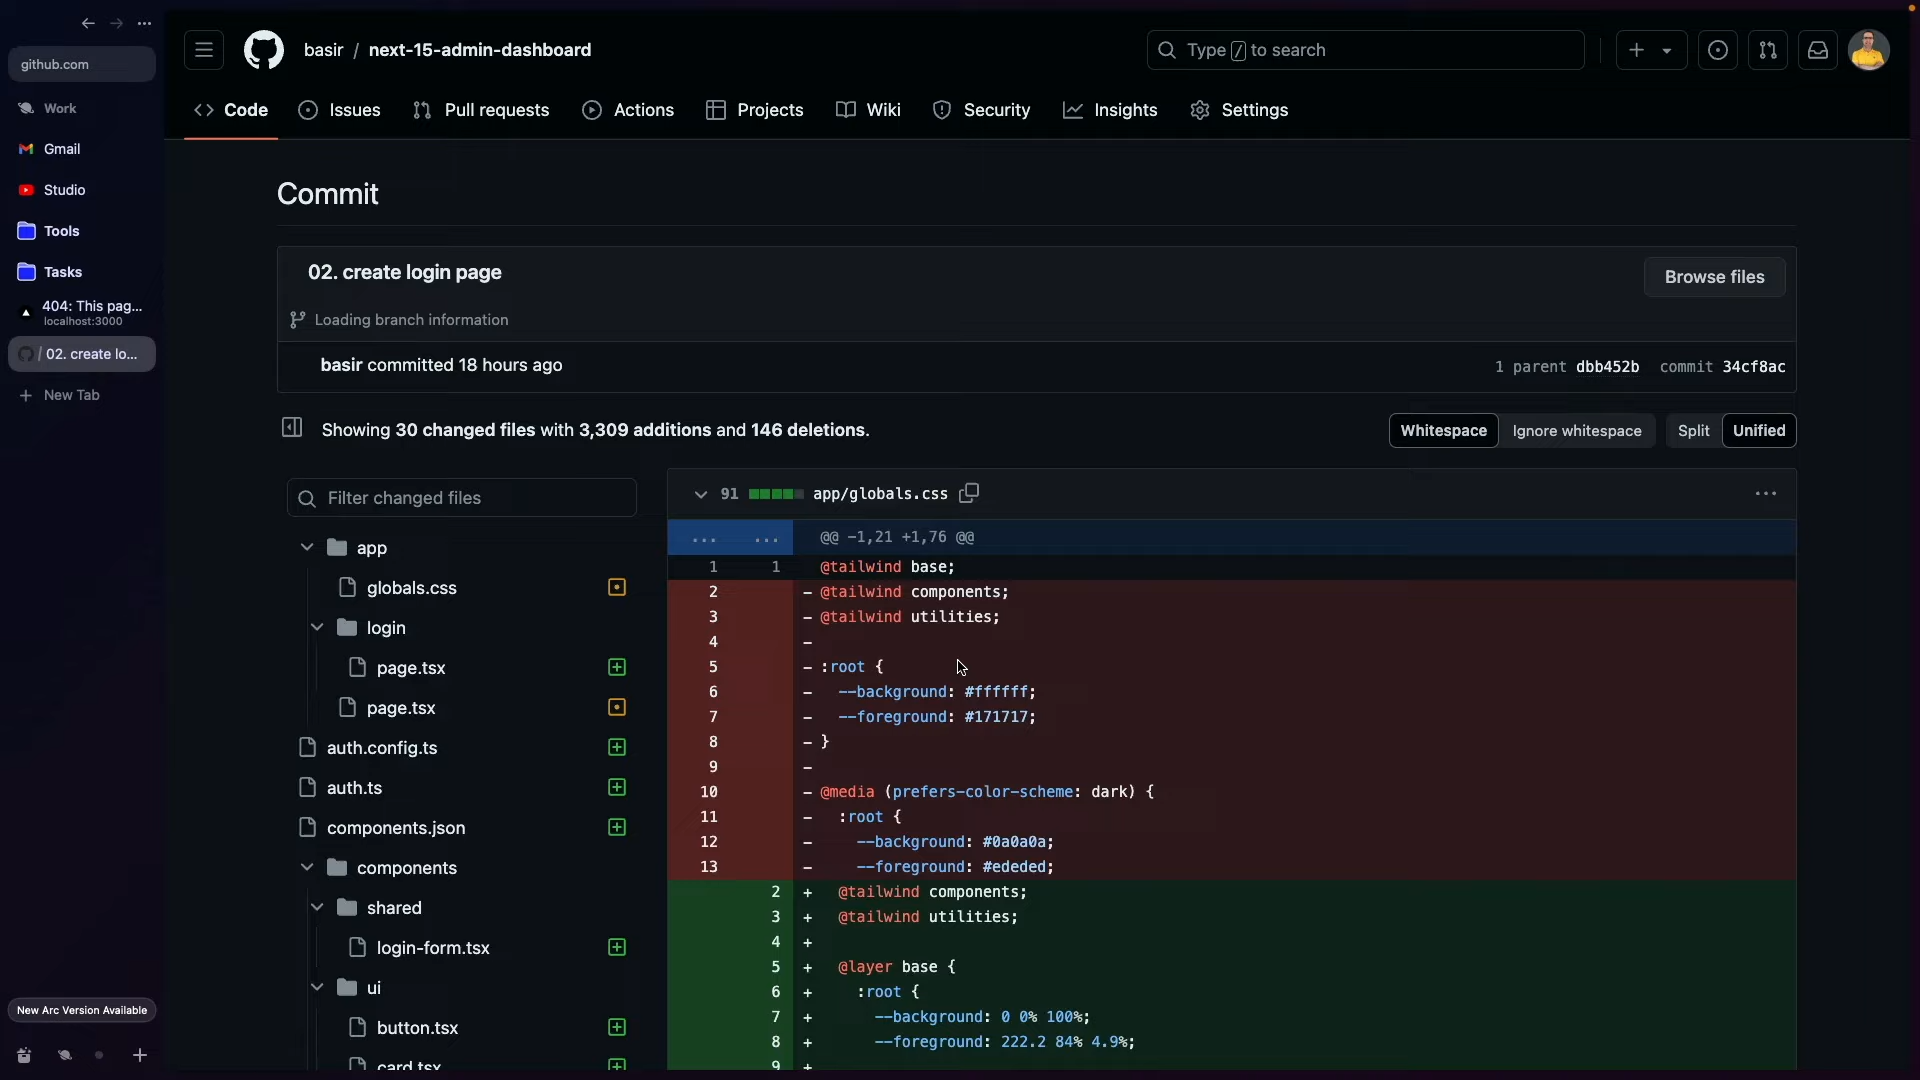 github.com
Work
Gmail
Studio
Tools
Tasks
404: This pag...
localhost:3000
/ 02. create lo...
New Tab
New Arc Version Available
basir / next-15-admin-dashboard
Type / to search
Code
Issues
Pull requests
Actions
Projects
Wiki
Security
Insights
Settings
Commit
02. create login page
Browse files
Loading branch information
basir committed 18 hours ago
1 parent dbb452b commit 34cf8ac
Showing 30 changed files with 3,309 additions and 146 deletions.
Whitespace
Ignore whitespace
Split
Unified
Filter changed files
app
globals.css
login
page.tsx
page.tsx
auth.config.ts
auth.ts
components.json
components
shared
login-form.tsx
ui
button.tsx
card.tsx
91 app/globals.css
... ... @@ -1,21 +1,76 @@
1 1 @tailwind base;
2 - @tailwind components;
3 - @tailwind utilities;
4 -
5 - :root {
6 - --background: #ffffff;
7 - --foreground: #171717;
8 - }
9 -
10 - @media (prefers-color-scheme: dark) {
11 - :root {
12 - --background: #0a0a0a;
13 - --foreground: #ededed;
2 + @tailwind components;
3 + @tailwind utilities;
4 +
5 + @layer base {
6 + :root {
7 + --background: 0 0% 100%;
8 + --foreground: 222.2 84% 4.9%;
9 +